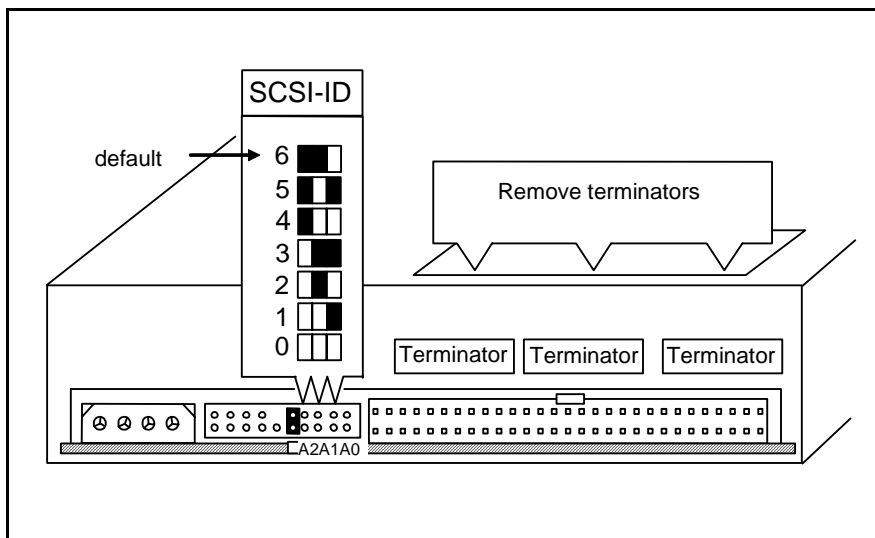 SCSI-ID
default
6
5
4
3
2
1
0
Remove terminators
Terminator Terminator Terminator
A2A1A0